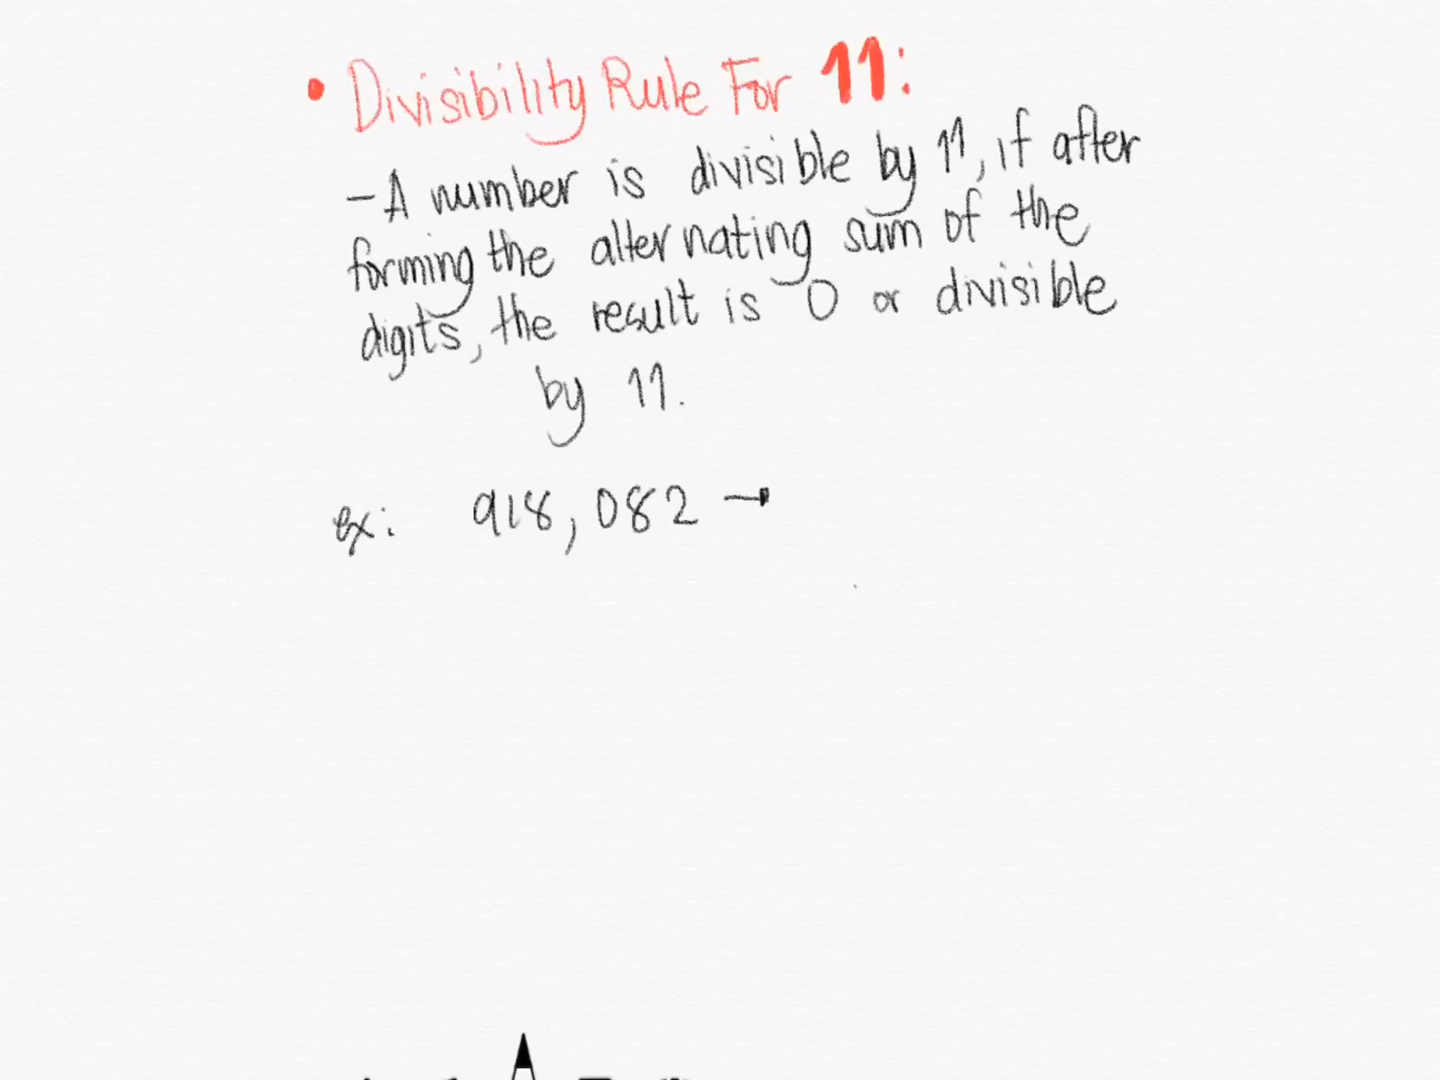 • Divisibility Rule For 11:
- A number is divisible by 11, if after
forming the alternating sum of the
digits, the result is 0 or divisible
by 11.
ex: 918,082 →